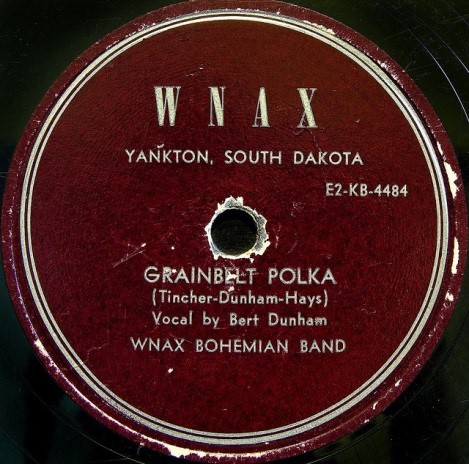 WNAX
YANKTON, SOUTH DAKOTA
E2-KB-4484
GRAINBELT POLKA
(Tincher-Dunham-Hays)
Vocal by Bert Dunham
WNAX BOHEMIAN BAND